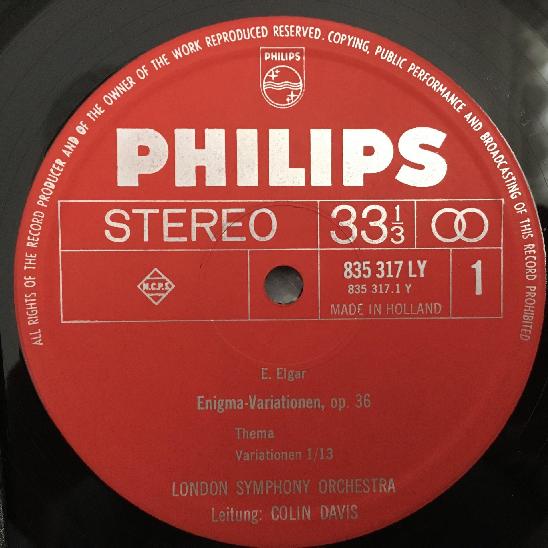 ALL RIGHTS OF THE RECORD PRODUCER AND OF THE OWNER OF THE WORK REPRODUCED RESERVED. COPYING, PUBLIC PERFORMANCE AND BROADCASTING OF THIS RECORD PROHIBITED
PHILIPS
PHILIPS
STEREO 33 1/3
N.C.P.S. 835 317 LY 1
835 317.1 Y
MADE IN HOLLAND
E. Elgar
Enigma-Variationen, op. 36
Thema
Variationen 1/13
LONDON SYMPHONY ORCHESTRA
Leitung: COLIN DAVIS